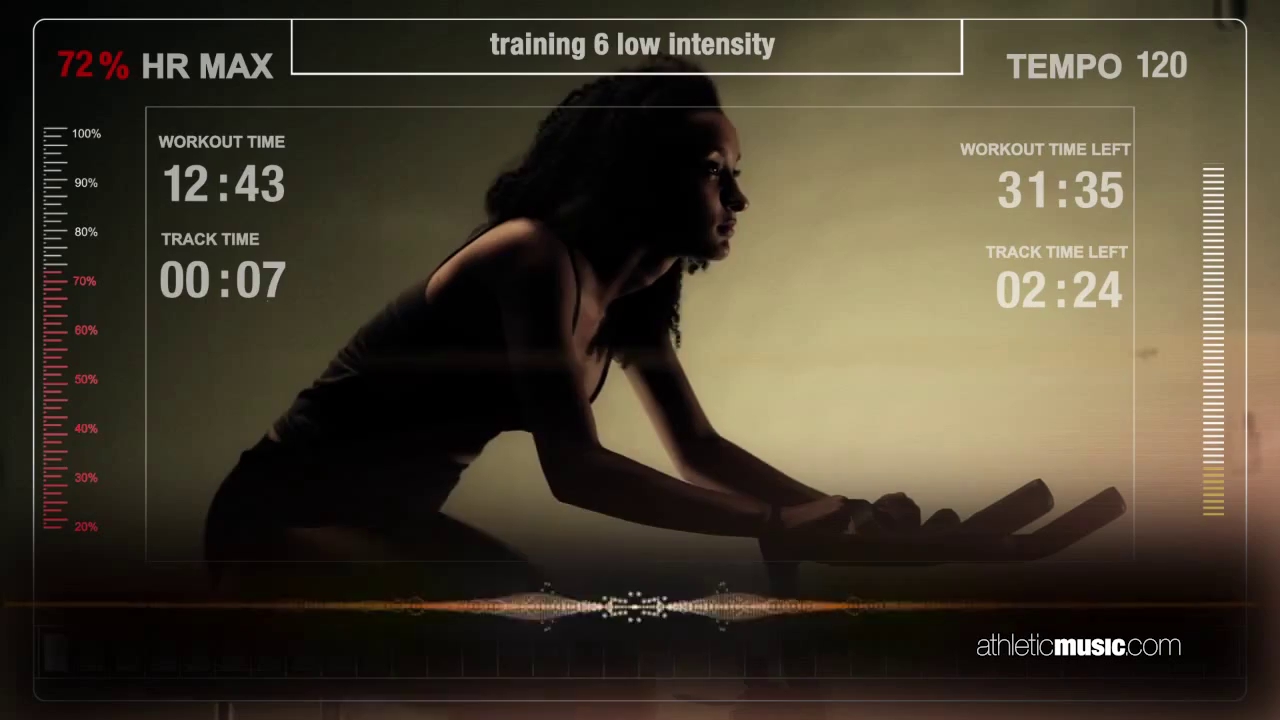 training 6 low intensity
72% HR MAX
TEMPO 120
100%
90%
80%
70%
60%
50%
40%
30%
20%
WORKOUT TIME
12:43
TRACK TIME
00:07
WORKOUT TIME LEFT
31:35
TRACK TIME LEFT
02:24
athleticmusic.com